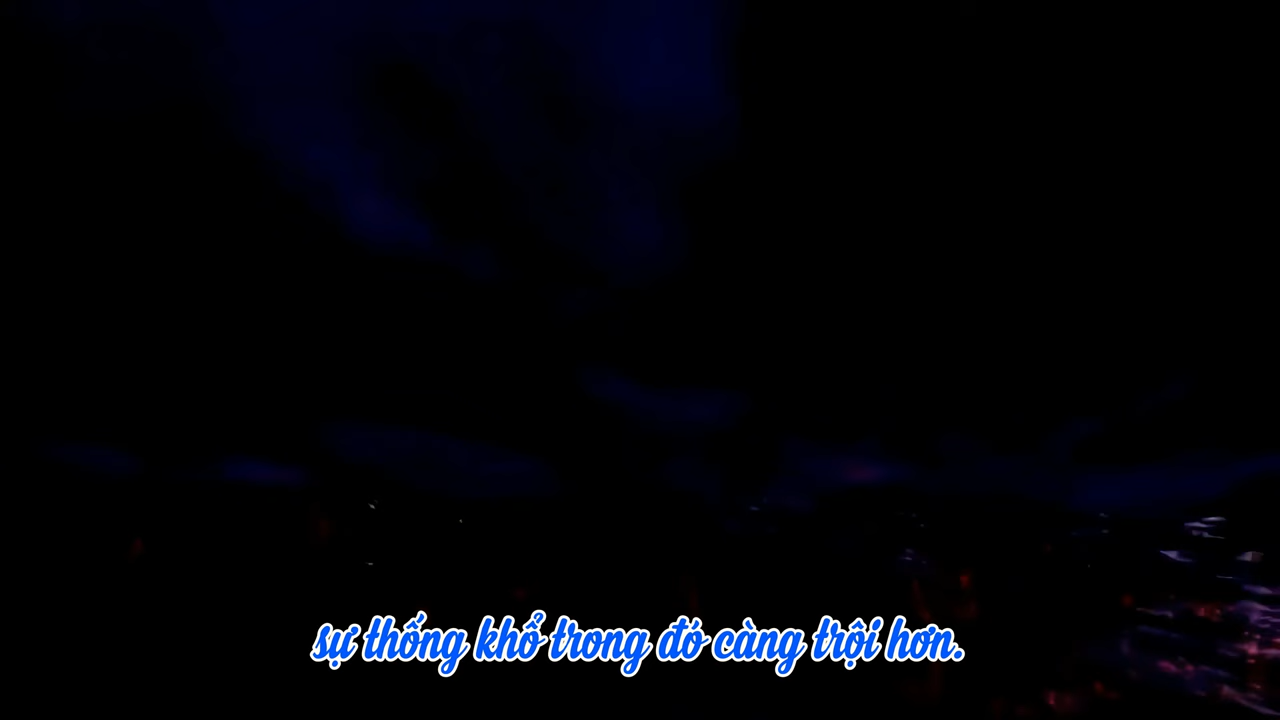 sự thống khổ trong đó càng trội hơn.